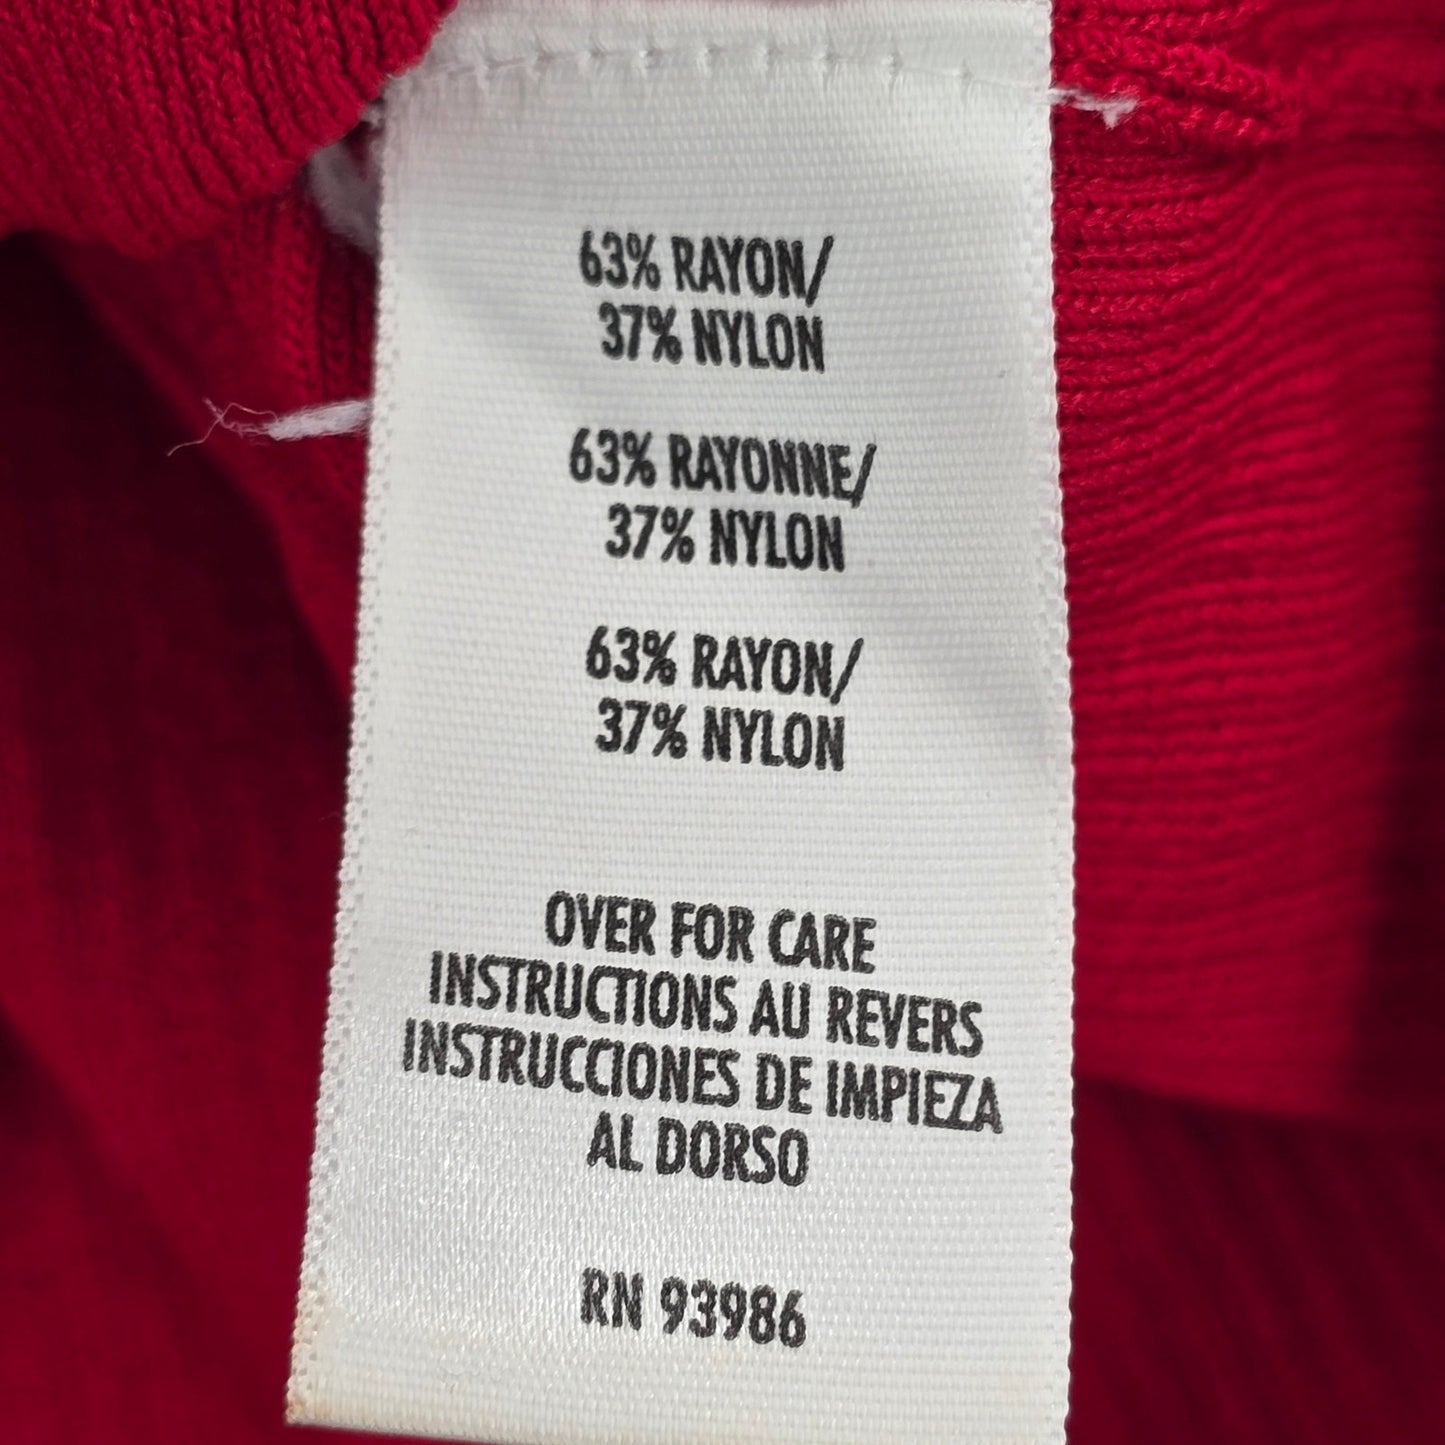 63% RAYON/
37% NYLON
63% RAYONNE/
37% NYLON
63% RAYON/
37% NYLON
OVER FOR CARE
INSTRUCTIONS AU REVERS
INSTRUCCIONES DE IMPIEZA
AL DORSO
RN 93986